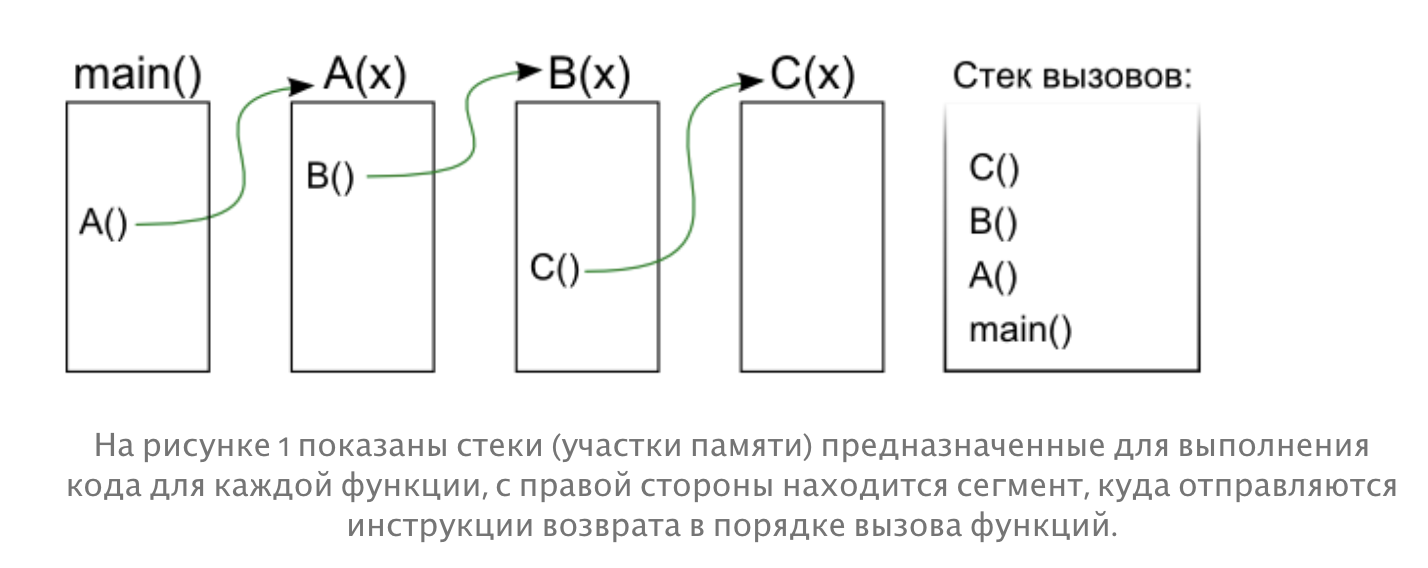 main() A(x) B(x) C(x) Стек вызовов:
C()
B()
B()
A()
C()
A()
main()
На рисунке 1 показаны стеки (участки памяти) предназначенные для выполнения
кода для каждой функции, с правой стороны находится сегмент, куда отправляются
инструкции возврата в порядке вызова функций.